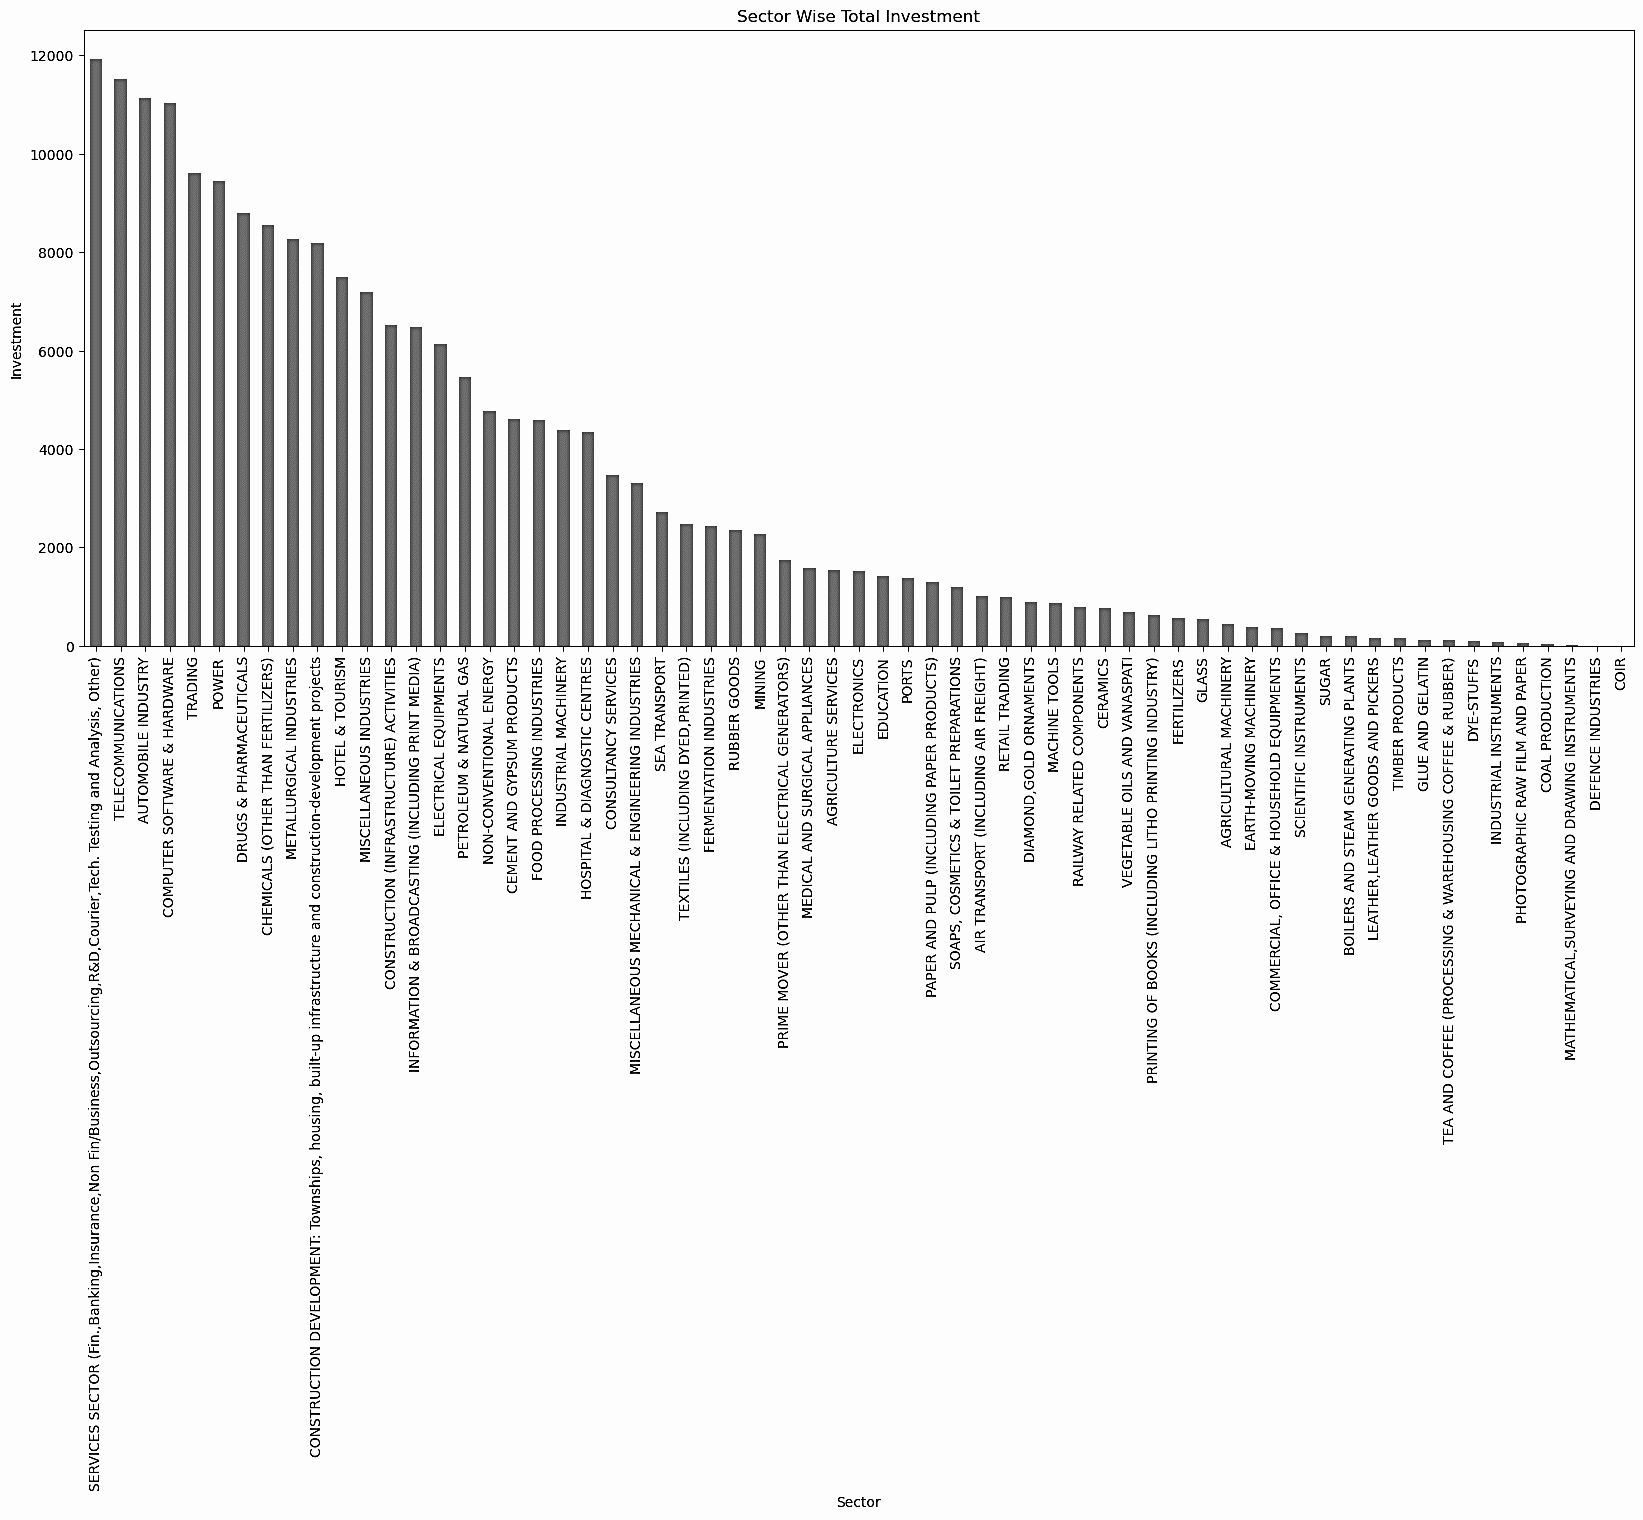 Sector Wise Total Investment
12000
10000
8000
6000
4000
2000
0
Investment
SERVICES SECTOR (Fin.,Banking,Insurance,Non Fin/Business,Outsourcing,R&D,Courier,Tech. Testing and Analysis, Other)
TELECOMMUNICATIONS
AUTOMOBILE INDUSTRY
COMPUTER SOFTWARE & HARDWARE
TRADING
POWER
DRUGS & PHARMACEUTICALS
CHEMICALS (OTHER THAN FERTILIZERS)
METALLURGICAL INDUSTRIES
CONSTRUCTION DEVELOPMENT: Townships, housing, built-up infrastructure and construction-development projects
HOTEL & TOURISM
MISCELLANEOUS INDUSTRIES
CONSTRUCTION (INFRASTRUCTURE) ACTIVITIES
INFORMATION & BROADCASTING (INCLUDING PRINT MEDIA)
ELECTRICAL EQUIPMENTS
PETROLEUM & NATURAL GAS
NON-CONVENTIONAL ENERGY
CEMENT AND GYPSUM PRODUCTS
FOOD PROCESSING INDUSTRIES
INDUSTRIAL MACHINERY
HOSPITAL & DIAGNOSTIC CENTRES
CONSULTANCY SERVICES
MISCELLANEOUS MECHANICAL & ENGINEERING INDUSTRIES
SEA TRANSPORT
TEXTILES (INCLUDING DYED,PRINTED)
FERMENTATION INDUSTRIES
RUBBER GOODS
MINING
PRIME MOVER (OTHER THAN ELECTRICAL GENERATORS)
MEDICAL AND SURGICAL APPLIANCES
AGRICULTURE SERVICES
ELECTRONICS
EDUCATION
PORTS
PAPER AND PULP (INCLUDING PAPER PRODUCTS)
SOAPS, COSMETICS & TOILET PREPARATIONS
AIR TRANSPORT (INCLUDING AIR FREIGHT)
RETAIL TRADING
DIAMOND,GOLD ORNAMENTS
MACHINE TOOLS
RAILWAY RELATED COMPONENTS
CERAMICS
VEGETABLE OILS AND VANASPATI
PRINTING OF BOOKS (INCLUDING LITHO PRINTING INDUSTRY)
FERTILIZERS
GLASS
AGRICULTURAL MACHINERY
EARTH-MOVING MACHINERY
COMMERCIAL, OFFICE & HOUSEHOLD EQUIPMENTS
SCIENTIFIC INSTRUMENTS
SUGAR
BOILERS AND STEAM GENERATING PLANTS
LEATHER,LEATHER GOODS AND PICKERS
TIMBER PRODUCTS
GLUE AND GELATIN
TEA AND COFFEE (PROCESSING & WAREHOUSING COFFEE & RUBBER)
DYE-STUFFS
INDUSTRIAL INSTRUMENTS
PHOTOGRAPHIC RAW FILM AND PAPER
COAL PRODUCTION
MATHEMATICAL,SURVEYING AND DRAWING INSTRUMENTS
DEFENCE INDUSTRIES
COIR
Sector